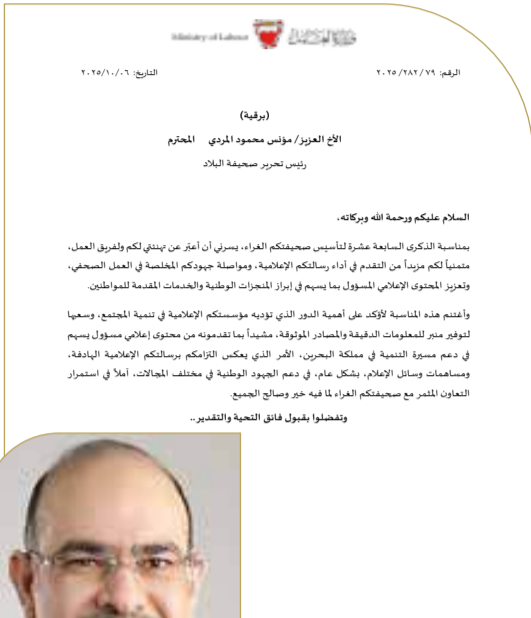 Ministry of Labour
الرقم: ٢٠٢٥/٢٨٢/٧٩
التاريخ: ٢٠٢٥/١٠/٠٦
(برقية)
الأخ العزيز/ مؤنس محمود المردي المحترم
رئيس تحرير صحيفة البلاد
السلام عليكم ورحمة الله وبركاته،
بمناسبة الذكرى السابعة عشرة لتأسيس صحيفتكم الغراء، يسرني أن أعبّر عن تهنئتي لكم ولفريق العمل،
متمنياً لكم مزيداً من التقدم في أداء رسالتكم الإعلامية، ومواصلة جهودكم المخلصة في العمل الصحفي،
وتعزيز المحتوى الإعلامي المسؤول بما يسهم في إبراز المنجزات الوطنية والخدمات المقدمة للمواطنين.
وأغتنم هذه المناسبة لأؤكد على أهمية الدور الذي تؤديه مؤسستكم الإعلامية في تنمية المجتمع، وسعيها
لتوفير منبر للمعلومات الدقيقة والمصادر الموثوقة، مشيداً بما تقدمونه من محتوى إعلامي مسؤول يسهم
في دعم مسيرة التنمية في مملكة البحرين، الأمر الذي يعكس التزامكم برسالتكم الإعلامية الهادفة،
ومساهمات وسائل الإعلام، بشكل عام، في دعم الجهود الوطنية في مختلف المجالات، آملاً في استمرار
التعاون المثمر مع صحيفتكم الغراء لما فيه خير وصالح الجميع.
وتفضلوا بقبول فائق التحية والتقدير..